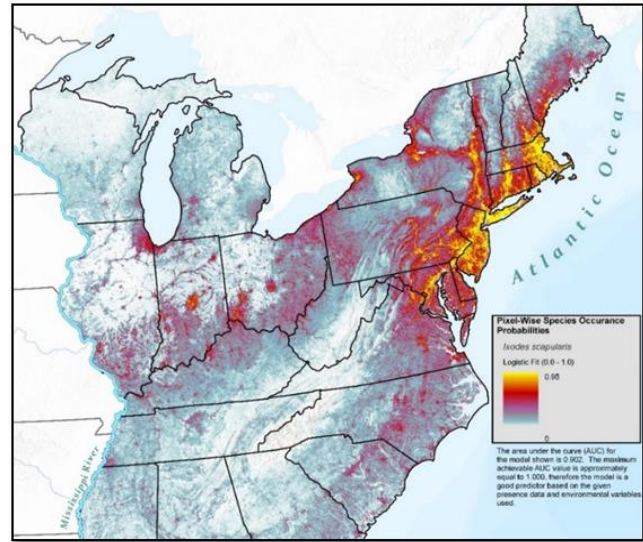 Atlantic Ocean
Mississippi River
Pixel-Wise Species Occurance
Probabilities
Ixodes scapularis
Logistic Fit (0.0 - 1.0)
0.95
0
The area under the curve (AUC) for
the model shown is 0.902. The maximum
achievable AUC value is approximately
equal to 1.000, therefore the model is a
good predictor based on the given
presence data and environmental variables
used.